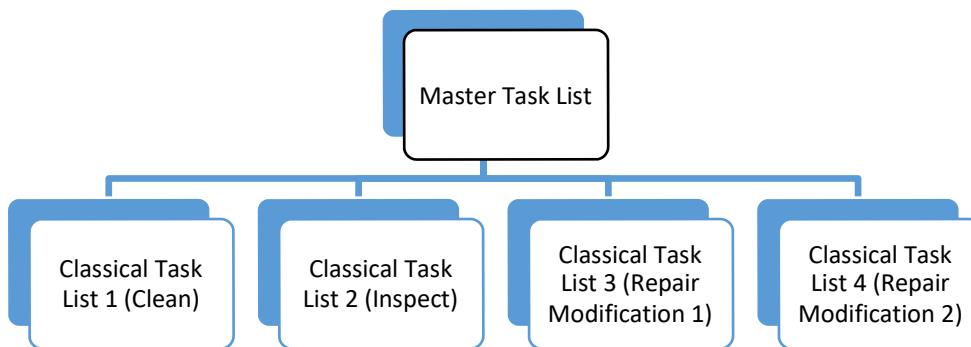 Master Task List
Classical Task
List 1 (Clean)
Classical Task
List 2 (Inspect)
Classical Task
List 3 (Repair
Modification 1)
Classical Task
List 4 (Repair
Modification 2)